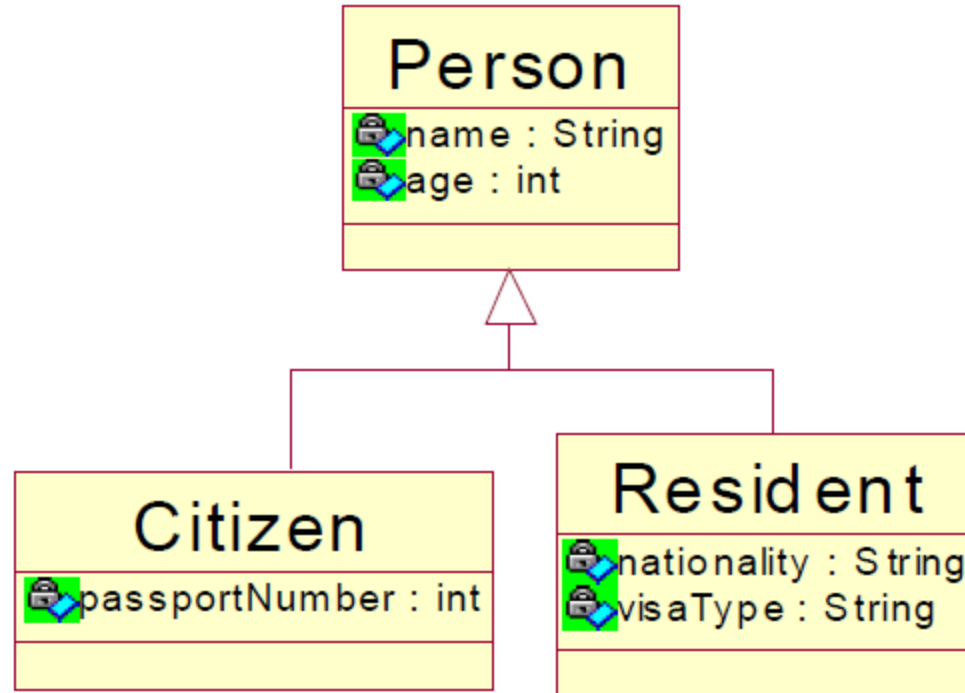 Person
name : String
age : int
Citizen
passportNumber : int
Resident
nationality : String
visaType : String